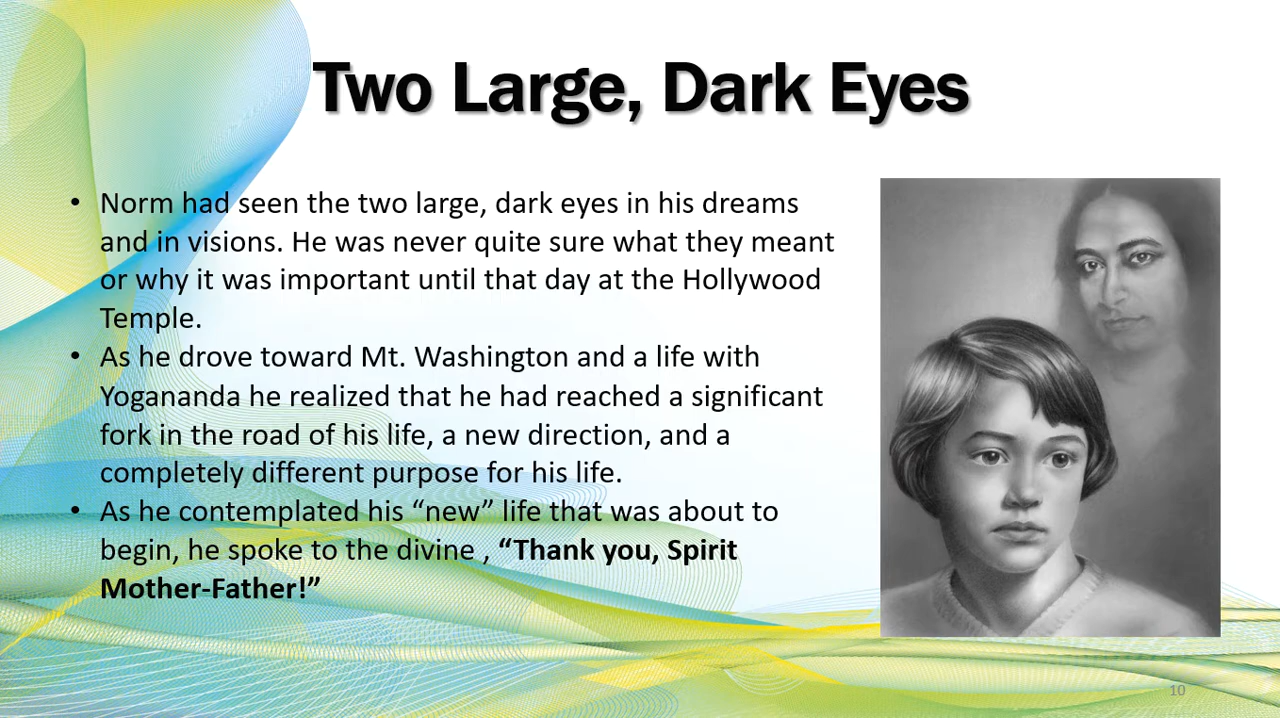 Two Large, Dark Eyes
• Norm had seen the two large, dark eyes in his dreams
and in visions. He was never quite sure what they meant
or why it was important until that day at the Hollywood
Temple.
• As he drove toward Mt. Washington and a life with
Yogananda he realized that he had reached a significant
fork in the road of his life, a new direction, and a
completely different purpose for his life.
• As he contemplated his “new” life that was about to
begin, he spoke to the divine , “Thank you, Spirit
Mother-Father!”
10